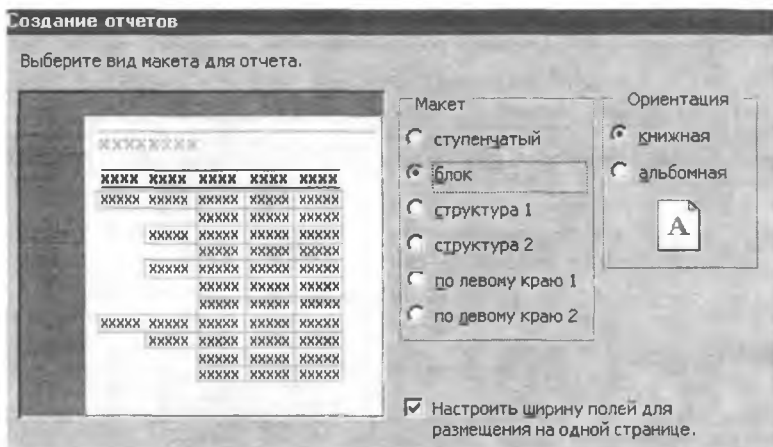 Создание отчетов
Выберите вид макета для отчета.
Макет
ступенчатый
блок
структура 1
структура 2
по левому краю 1
по левому краю 2
Ориентация
книжная
альбомная
A
XXXXXXXX
XXXX XXXX XXXX XXXX XXXX
XXXXX XXXXX XXXXX XXXXX XXXXX
XXXXX XXXXX XXXXX
XXXXX XXXXX XXXXX XXXXX
XXXXX XXXXX XXXXX
XXXXX XXXXX XXXXX XXXXX
XXXXX XXXXX XXXXX
XXXXX XXXXX XXXXX
XXXXX XXXXX XXXXX XXXXX XXXXX
XXXXX XXXXX XXXXX XXXXX
XXXXX XXXXX XXXXX
XXXXX XXXXX XXXXX
Настроить ширину полей для
размещения на одной странице.